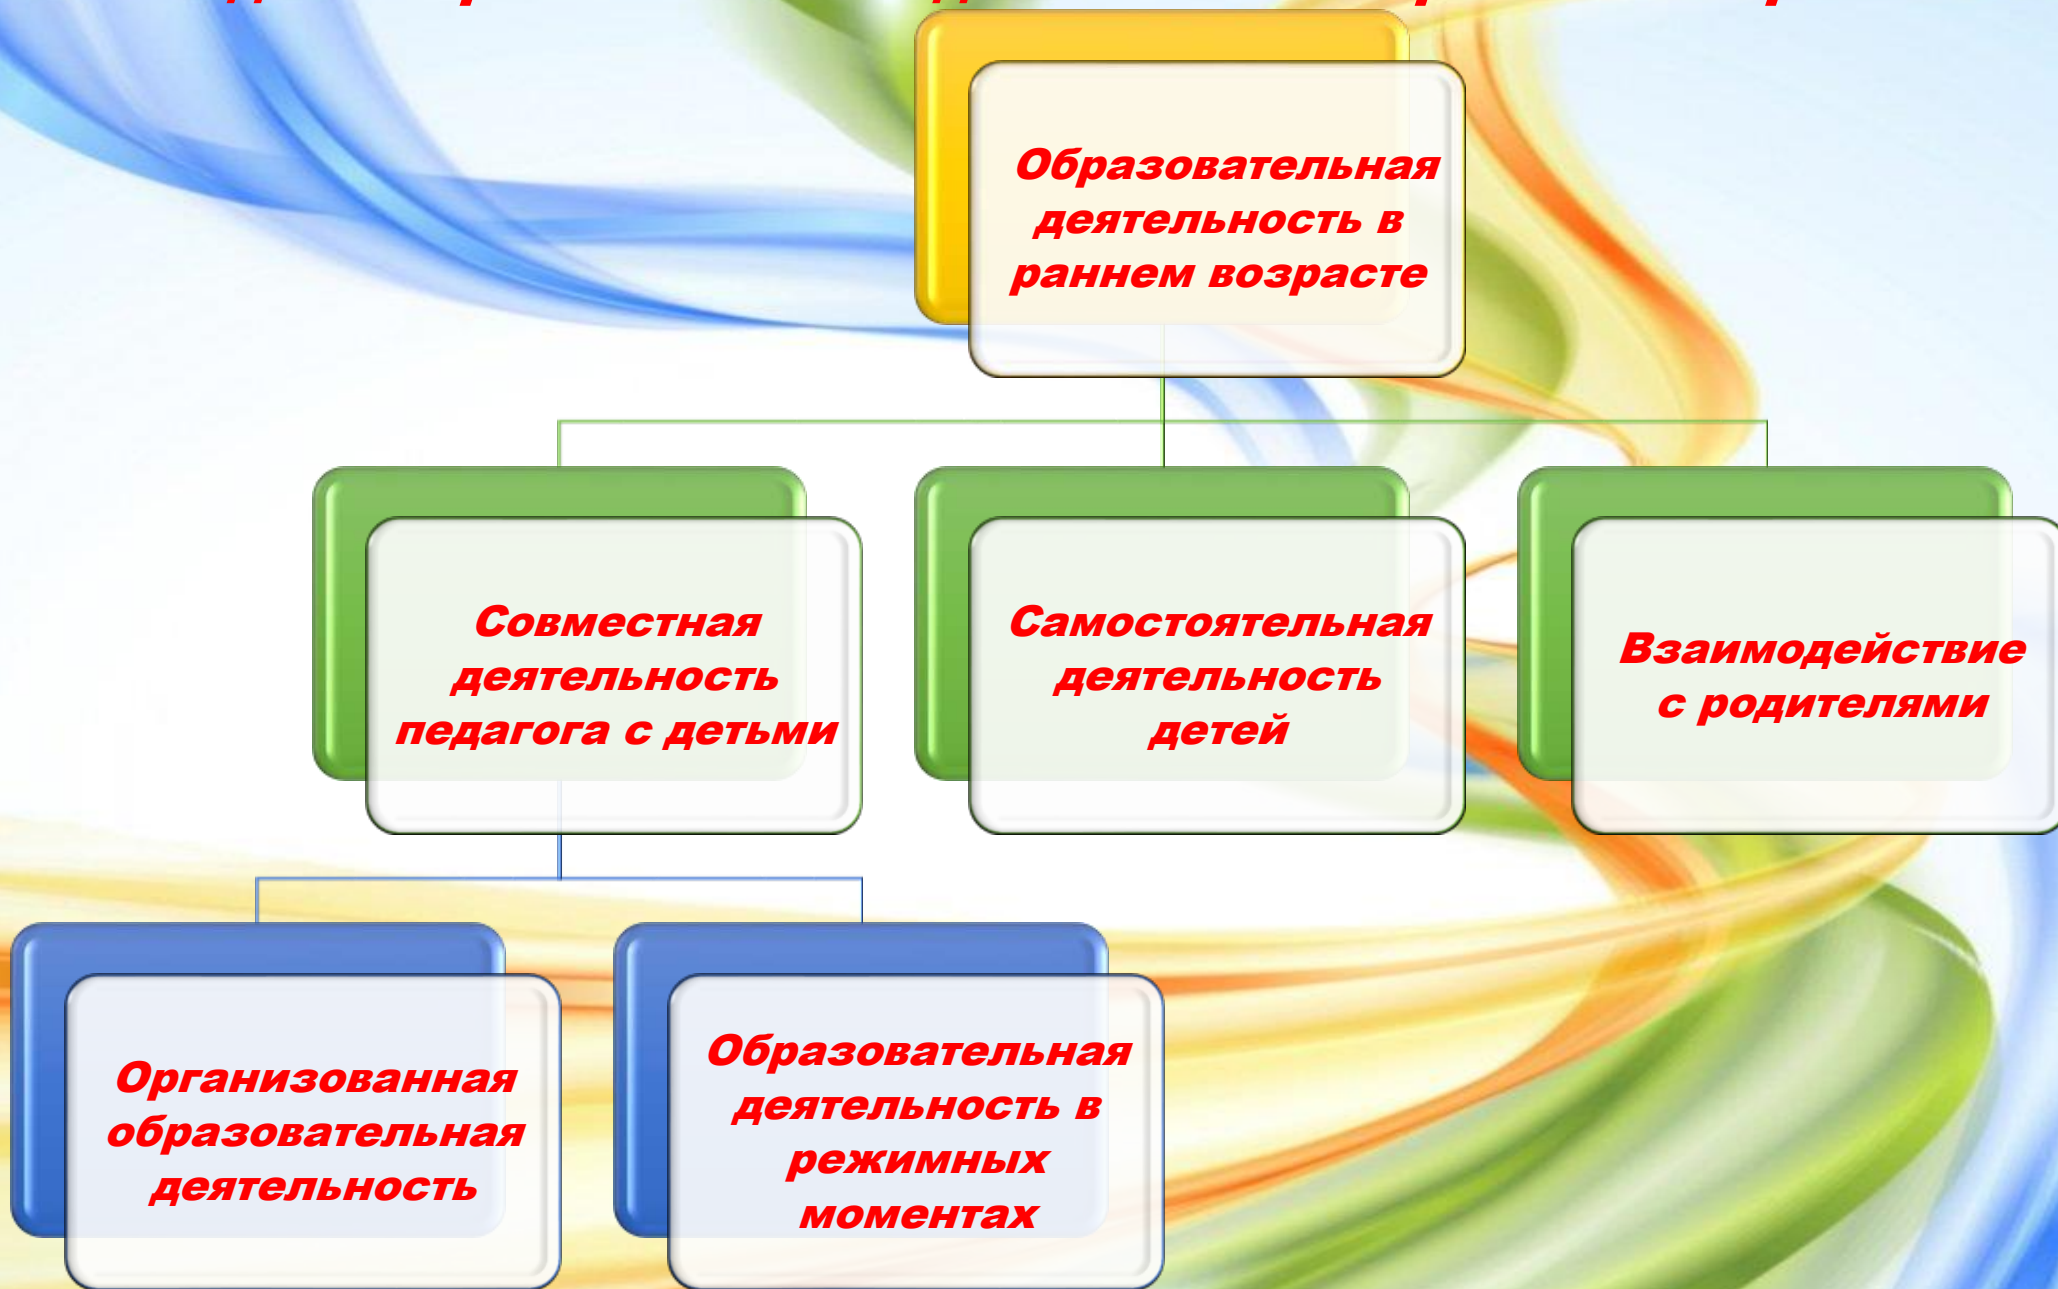 Образовательная
деятельность в
раннем возрасте
Совместная
деятельность
педагога с детьми
Самостоятельная
деятельность
детей
Взаимодействие
с родителями
Организованная
образовательная
деятельность
Образовательная
деятельность в
режимных
моментах